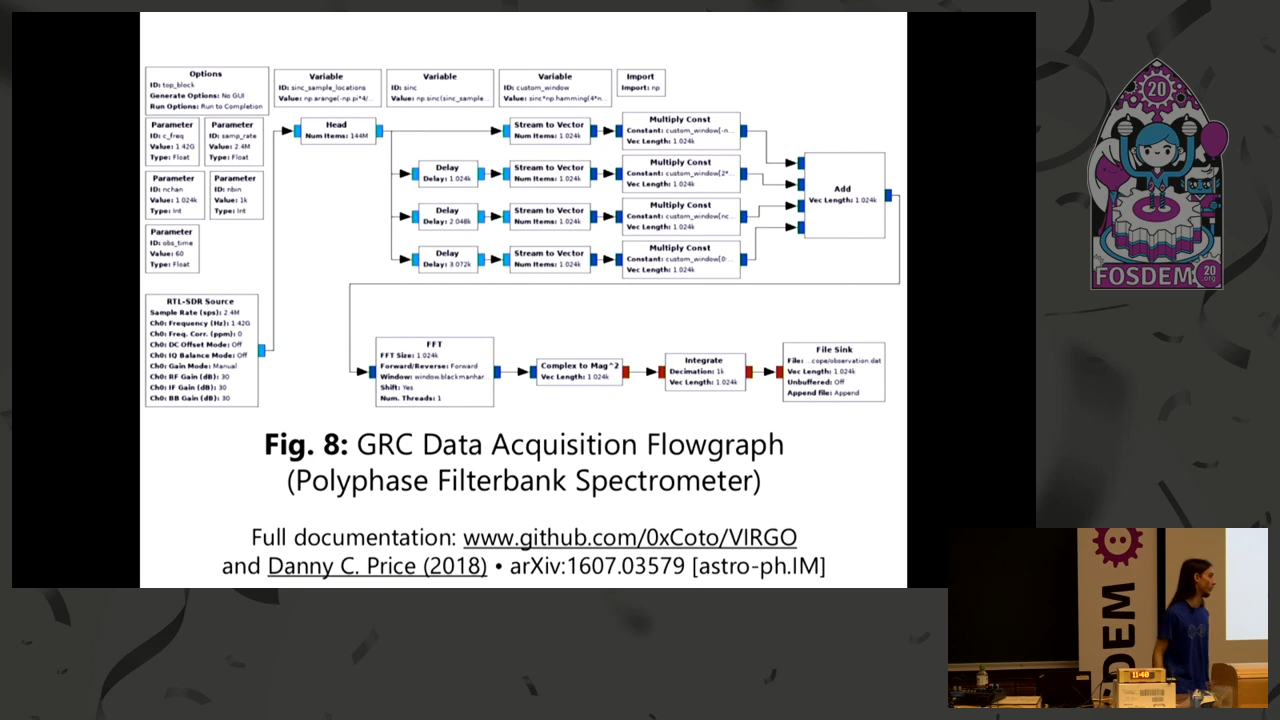 Options
ID: top_block
Generate Options: No GUI
Run Options: Run to Completion
Variable
ID: sinc_sample_locations
Value: np.arange(-np.pi*4/...
Variable
ID: sinc
Value: np.sinc(sinc_sample...
Variable
ID: custom_window
Value: sinc*np.hamming(4*n...
Import
Import: np
Parameter
ID: c_freq
Value: 1.42G
Type: Float
Parameter
ID: samp_rate
Value: 2.4M
Type: Float
Parameter
ID: nchan
Value: 1.024k
Type: Int
Parameter
ID: nbin
Value: 1k
Type: Int
Parameter
ID: obs_time
Value: 60
Type: Float
Head
Num Items: 144M
Stream to Vector
Num Items: 1.024k
Multiply Const
Constant: custom_window[-n...
Vec Length: 1.024k
Delay
Delay: 1.024k
Stream to Vector
Num Items: 1.024k
Multiply Const
Constant: custom_window[2*...
Vec Length: 1.024k
Delay
Delay: 2.048k
Stream to Vector
Num Items: 1.024k
Multiply Const
Constant: custom_window[nc...
Vec Length: 1.024k
Delay
Delay: 3.072k
Stream to Vector
Num Items: 1.024k
Multiply Const
Constant: custom_window[0:...
Vec Length: 1.024k
Add
Vec Length: 1.024k
RTL-SDR Source
Sample Rate (sps): 2.4M
Ch0: Frequency (Hz): 1.42G
Ch0: Freq. Corr. (ppm): 0
Ch0: DC Offset Mode: Off
Ch0: IQ Balance Mode: Off
Ch0: Gain Mode: Manual
Ch0: RF Gain (dB): 30
Ch0: IF Gain (dB): 30
Ch0: BB Gain (dB): 30
FFT
FFT Size: 1.024k
Forward/Reverse: Forward
Window: window.blackmanhar...
Shift: Yes
Num. Threads: 1
Complex to Mag^2
Vec Length: 1.024k
Integrate
Decimation: 1k
Vec Length: 1.024k
File Sink
File: ...cope/observation.dat
Vec Length: 1.024k
Unbuffered: Off
Append file: Append
Fig. 8: GRC Data Acquisition Flowgraph
(Polyphase Filterbank Spectrometer)
Full documentation: www.github.com/0xCoto/VIRGO
and Danny C. Price (2018) • arXiv:1607.03579 [astro-ph.IM]
20
FOSDEM 20
.org
DEM
11:40